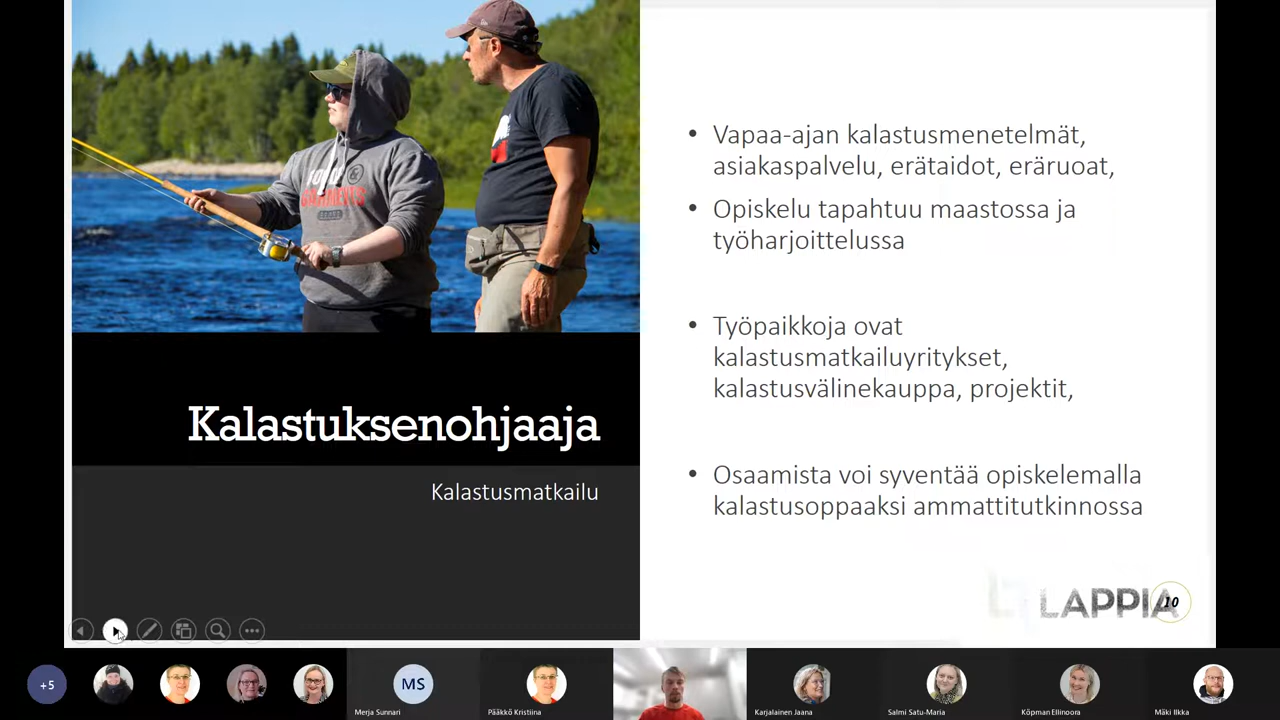 Vapaa-ajan kalastusmenetelmät,
asiakaspalvelu, erätaidot, eräruoat,
Opiskelu tapahtuu maastossa ja
työharjoittelussa
Työpaikkoja ovat
kalastusmatkailuyritykset,
kalastusvälinekauppa, projektit,
Osaamista voi syventää opiskelemalla
kalastusoppaaksi ammattitutkinnossa
Kalastuksenohjaaja
Kalastusmatkailu
LAPPIA
10
+5
MS
Merja Sunnari
Pääkkö Kristiina
Karjalainen Jaana
Salmi Satu-Maria
Köpman Ellinoora
Mäki Ilkka